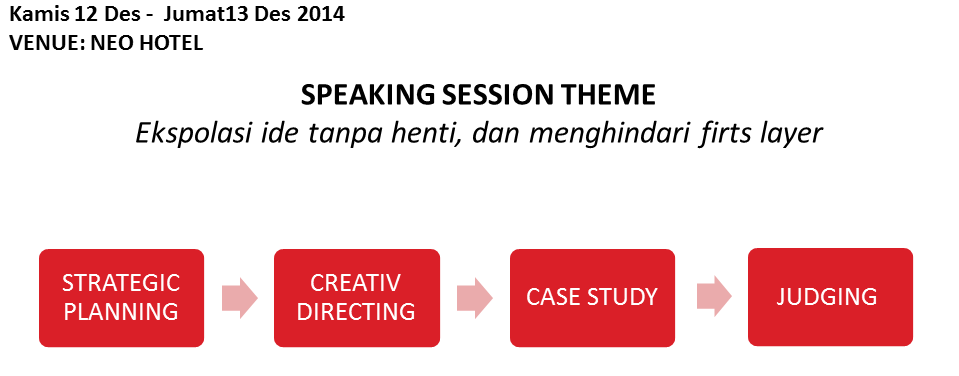 Kamis 12 Des - Jumat13 Des 2014
VENUE: NEO HOTEL
SPEAKING SESSION THEME
Ekspolasi ide tanpa henti, dan menghindari firts layer
STRATEGIC
PLANNING
CREATIV
DIRECTING
CASE STUDY
JUDGING